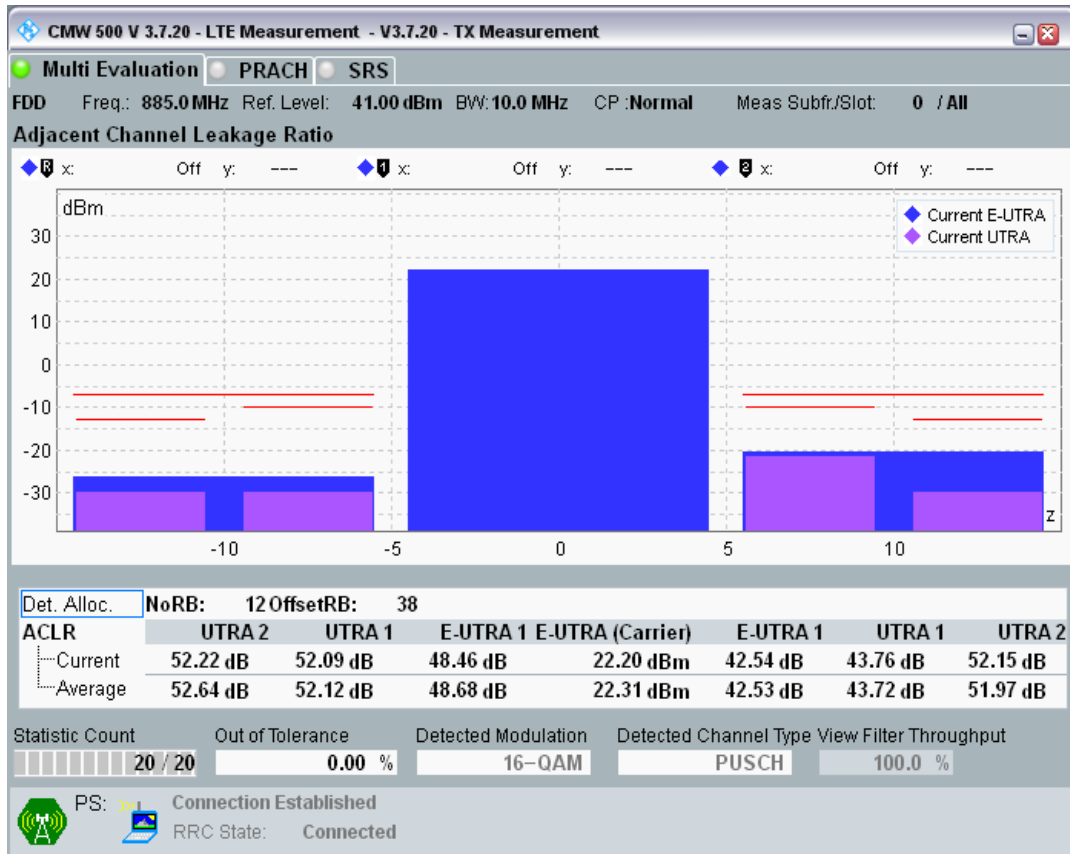 CMW 500 V 3.7.20 - LTE Measurement - V3.7.20 - TX Measurement
Multi Evaluation PRACH SRS
FDD Freq.: 885.0 MHz Ref. Level: 41.00 dBm BW: 10.0 MHz CP :Normal Meas Subfr./Slot: 0 / All
Adjacent Channel Leakage Ratio
R x: Off y: --- 1 x: Off y: --- 2 x: Off y: ---
dBm
Current E-UTRA
Current UTRA
30
20
10
0
-10
-20
-30
z
-10 -5 0 5 10
Det. Alloc. NoRB: 12 OffsetRB: 38
ACLR UTRA 2 UTRA 1 E-UTRA 1 E-UTRA (Carrier) E-UTRA 1 UTRA 1 UTRA 2
Current 52.22 dB 52.09 dB 48.46 dB 22.20 dBm 42.54 dB 43.76 dB 52.15 dB
Average 52.64 dB 52.12 dB 48.68 dB 22.31 dBm 42.53 dB 43.72 dB 51.97 dB
Statistic Count Out of Tolerance Detected Modulation Detected Channel Type View Filter Throughput
20 / 20 0.00 % 16-QAM PUSCH 100.0 %
PS: Connection Established
RRC State: Connected